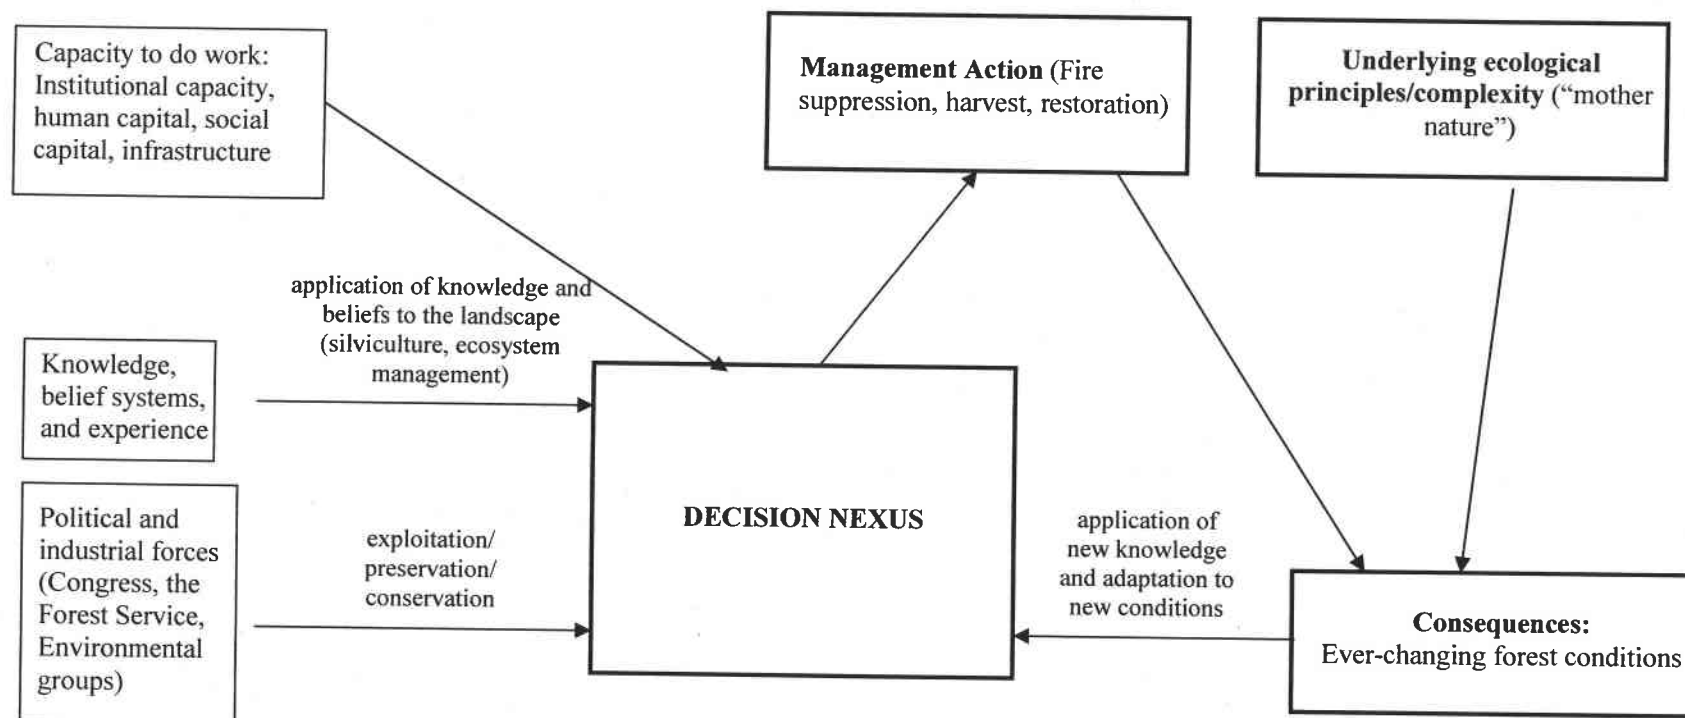 Capacity to do work:
Institutional capacity,
human capital, social
capital, infrastructure
Management Action (Fire
suppression, harvest, restoration)
Underlying ecological
principles/complexity (“mother
nature”)
application of knowledge and
beliefs to the landscape
(silviculture, ecosystem
management)
Knowledge,
belief systems,
and experience
Political and
industrial forces
(Congress, the
Forest Service,
Environmental
groups)
exploitation/
preservation/
conservation
DECISION NEXUS
application of
new knowledge
and adaptation to
new conditions
Consequences:
Ever-changing forest conditions